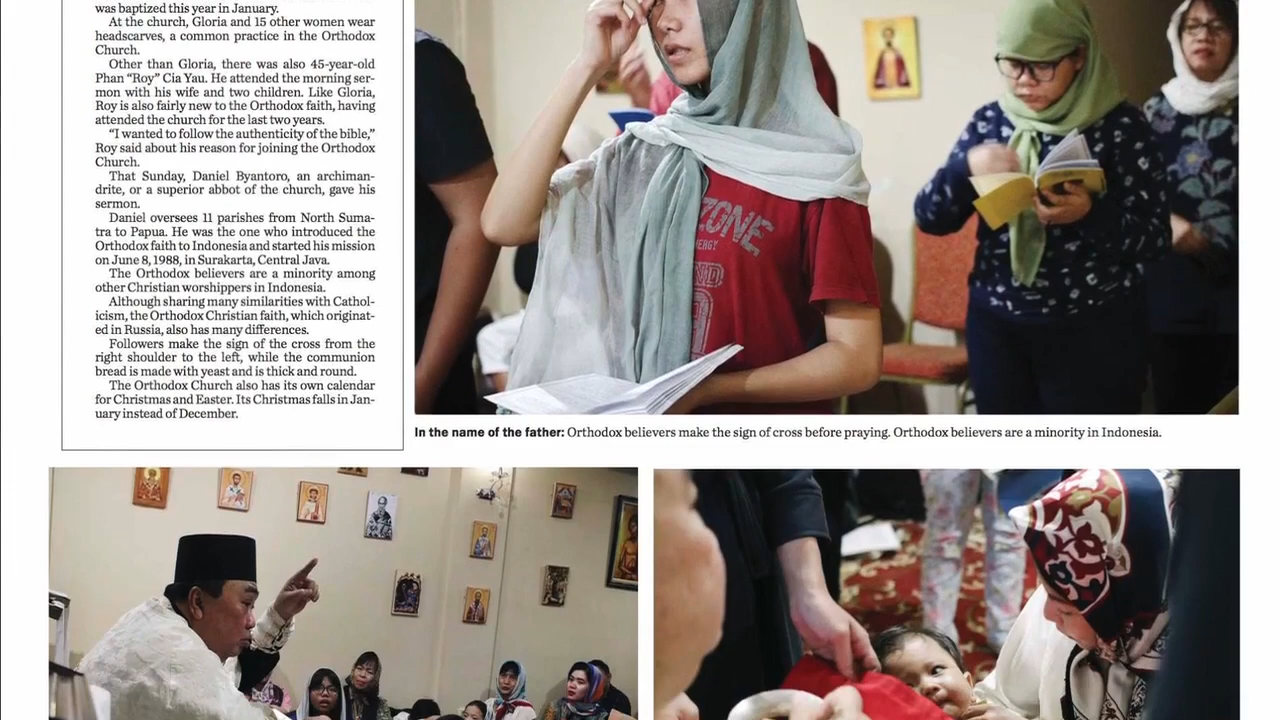 was baptized this year in January.
At the church, Gloria and 15 other women wear
headscarves, a common practice in the Orthodox
Church.
Other than Gloria, there was also 45-year-old
Phan “Roy” Cia Yau. He attended the morning ser-
mon with his wife and two children. Like Gloria,
Roy is also fairly new to the Orthodox faith, having
attended the church for the last two years.
“I wanted to follow the authenticity of the bible,”
Roy said about his reason for joining the Orthodox
Church.
That Sunday, Daniel Byantoro, an archiman-
drite, or a superior abbot of the church, gave his
sermon.
Daniel oversees 11 parishes from North Suma-
tra to Papua. He was the one who introduced the
Orthodox faith to Indonesia and started his mission
on June 8, 1988, in Surakarta, Central Java.
The Orthodox believers are a minority among
other Christian worshippers in Indonesia.
Although sharing many similarities with Cathol-
icism, the Orthodox Christian faith, which originat-
ed in Russia, also has many differences.
Followers make the sign of the cross from the
right shoulder to the left, while the communion
bread is made with yeast and is thick and round.
The Orthodox Church also has its own calendar
for Christmas and Easter. Its Christmas falls in Jan-
uary instead of December.
ZONE
In the name of the father: Orthodox believers make the sign of cross before praying. Orthodox believers are a minority in Indonesia.